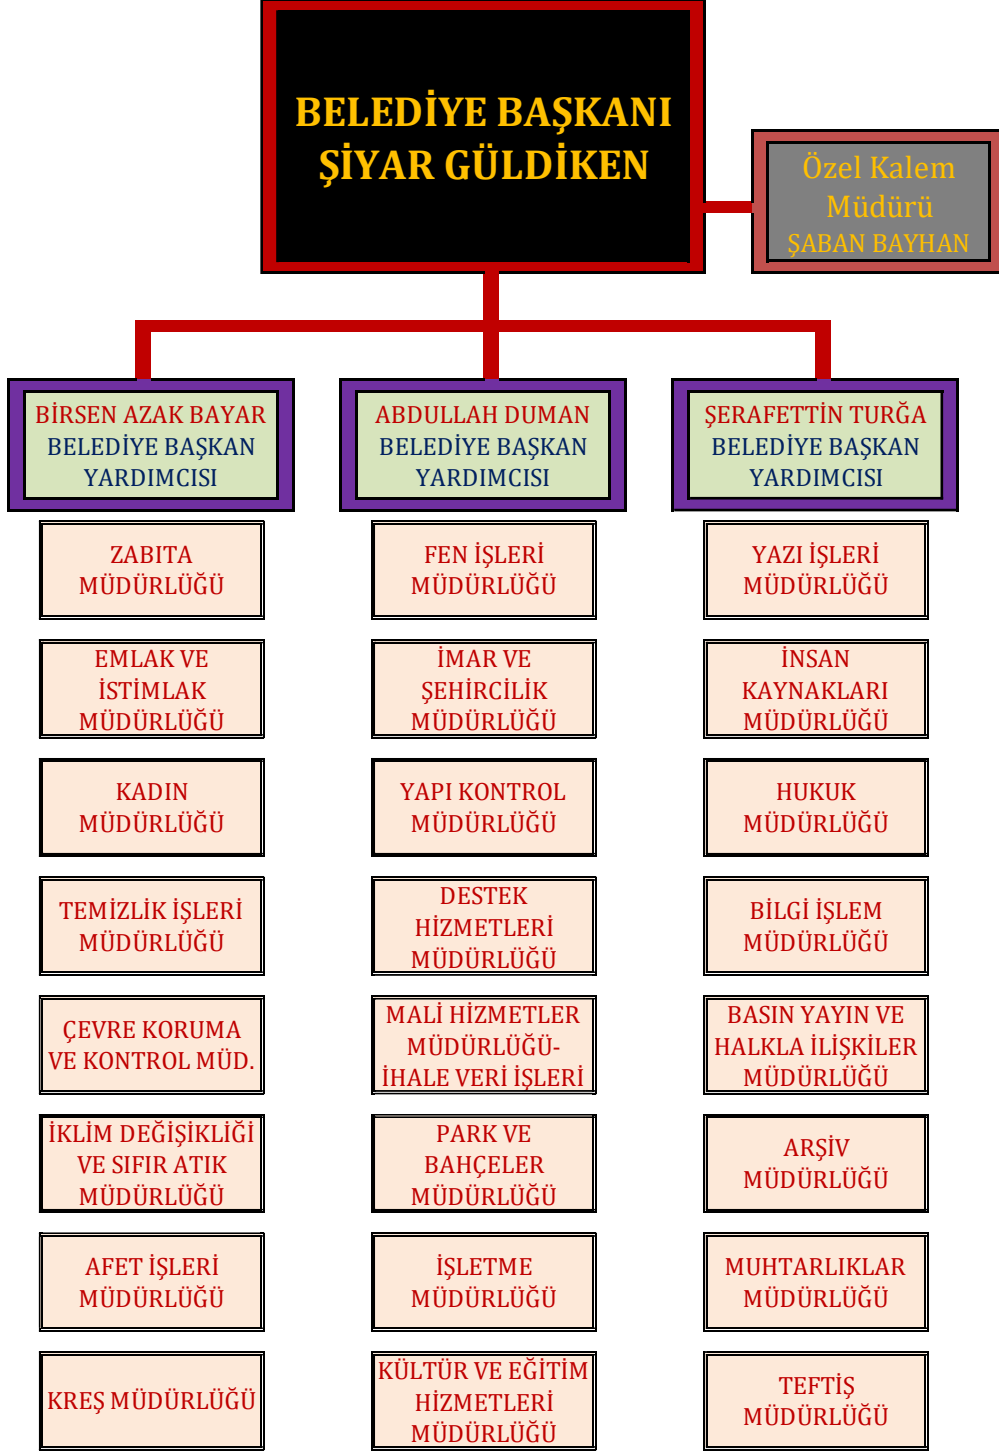 BELEDİYE BAŞKANI
ŞİYAR GÜLDİKEN
Özel Kalem
Müdürü
ŞABAN BAYHAN
BİRSEN AZAK BAYAR
BELEDİYE BAŞKAN
YARDIMCISI
ABDULLAH DUMAN
BELEDİYE BAŞKAN
YARDIMCISI
ŞERAFETTİN TURĞA
BELEDİYE BAŞKAN
YARDIMCISI
ZABITA
MÜDÜRLÜĞÜ
FEN İŞLERİ
MÜDÜRLÜĞÜ
YAZI İŞLERİ
MÜDÜRLÜĞÜ
EMLAK VE
İSTİMLAK
MÜDÜRLÜĞÜ
İMAR VE
ŞEHİRCİLİK
MÜDÜRLÜĞÜ
İNSAN
KAYNAKLARI
MÜDÜRLÜĞÜ
KADIN
MÜDÜRLÜĞÜ
YAPI KONTROL
MÜDÜRLÜĞÜ
HUKUK
MÜDÜRLÜĞÜ
TEMİZLİK İŞLERİ
MÜDÜRLÜĞÜ
DESTEK
HİZMETLERİ
MÜDÜRLÜĞÜ
BİLGİ İŞLEM
MÜDÜRLÜĞÜ
ÇEVRE KORUMA
VE KONTROL MÜD.
MALİ HİZMETLER
MÜDÜRLÜĞÜ-
İHALE VERİ İŞLERİ
BASIN YAYIN VE
HALKLA İLİŞKİLER
MÜDÜRLÜĞÜ
İKLİM DEĞİŞİKLİĞİ
VE SIFIR ATIK
MÜDÜRLÜĞÜ
PARK VE
BAHÇELER
MÜDÜRLÜĞÜ
ARŞİV
MÜDÜRLÜĞÜ
AFET İŞLERİ
MÜDÜRLÜĞÜ
İŞLETME
MÜDÜRLÜĞÜ
MUHTARLIKLAR
MÜDÜRLÜĞÜ
KREŞ MÜDÜRLÜĞÜ
KÜLTÜR VE EĞİTİM
HİZMETLERİ
MÜDÜRLÜĞÜ
TEFTİŞ
MÜDÜRLÜĞÜ